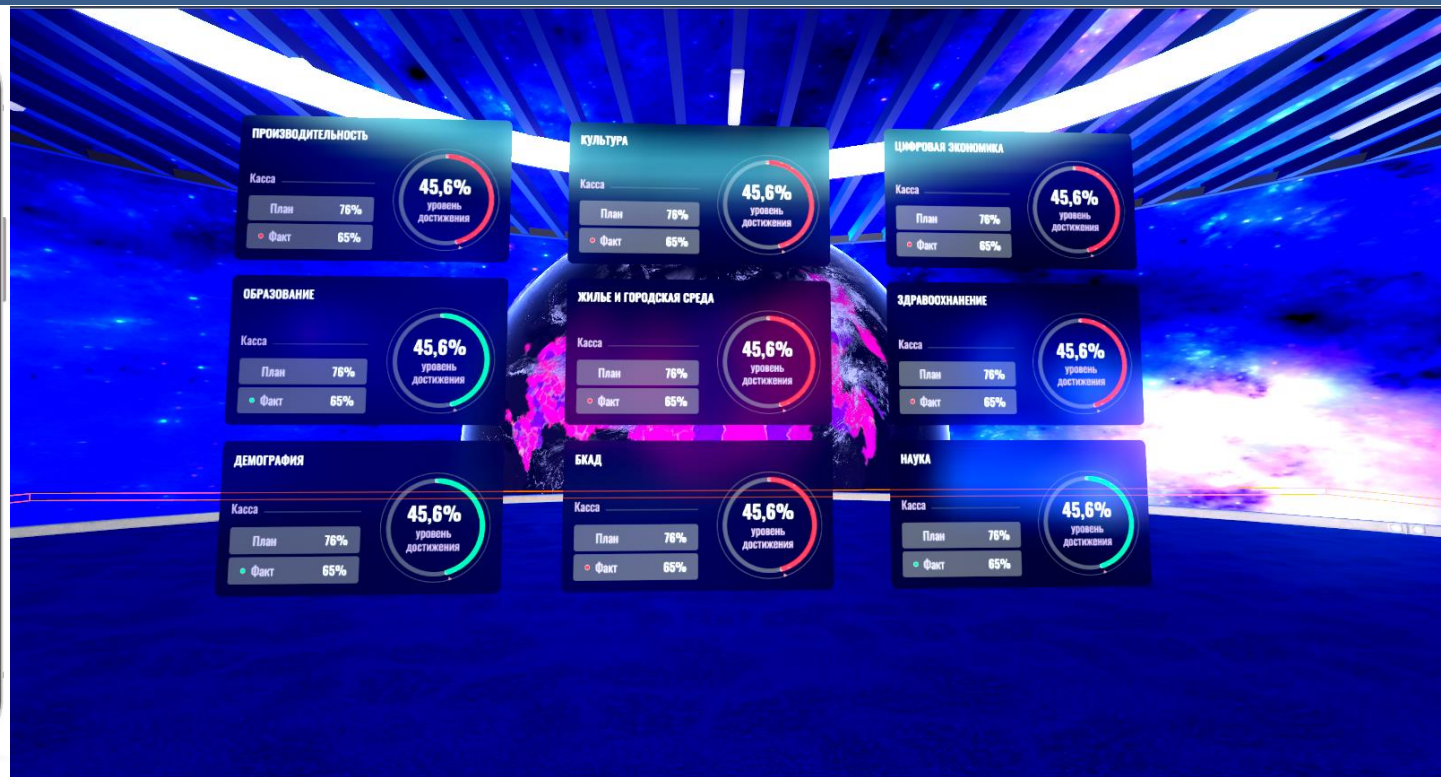 ПРОИЗВОДИТЕЛЬНОСТЬ
Касса
План 76%
Факт 65%
45,6%
уровень
достижения
КУЛЬТУРА
Касса
План 76%
Факт 65%
45,6%
уровень
достижения
ЦИФРОВАЯ ЭКОНОМИКА
Касса
План 76%
Факт 65%
45,6%
уровень
достижения
ОБРАЗОВАНИЕ
Касса
План 76%
Факт 65%
45,6%
уровень
достижения
ЖИЛЬЕ И ГОРОДСКАЯ СРЕДА
Касса
План 76%
Факт 65%
45,6%
уровень
достижения
ЗДРАВООХНАНЕНИЕ
Касса
План 76%
Факт 65%
45,6%
уровень
достижения
ДЕМОГРАФИЯ
Касса
План 76%
Факт 65%
45,6%
уровень
достижения
БКАД
Касса
План 76%
Факт 65%
45,6%
уровень
достижения
НАУКА
Касса
План 76%
Факт 65%
45,6%
уровень
достижения